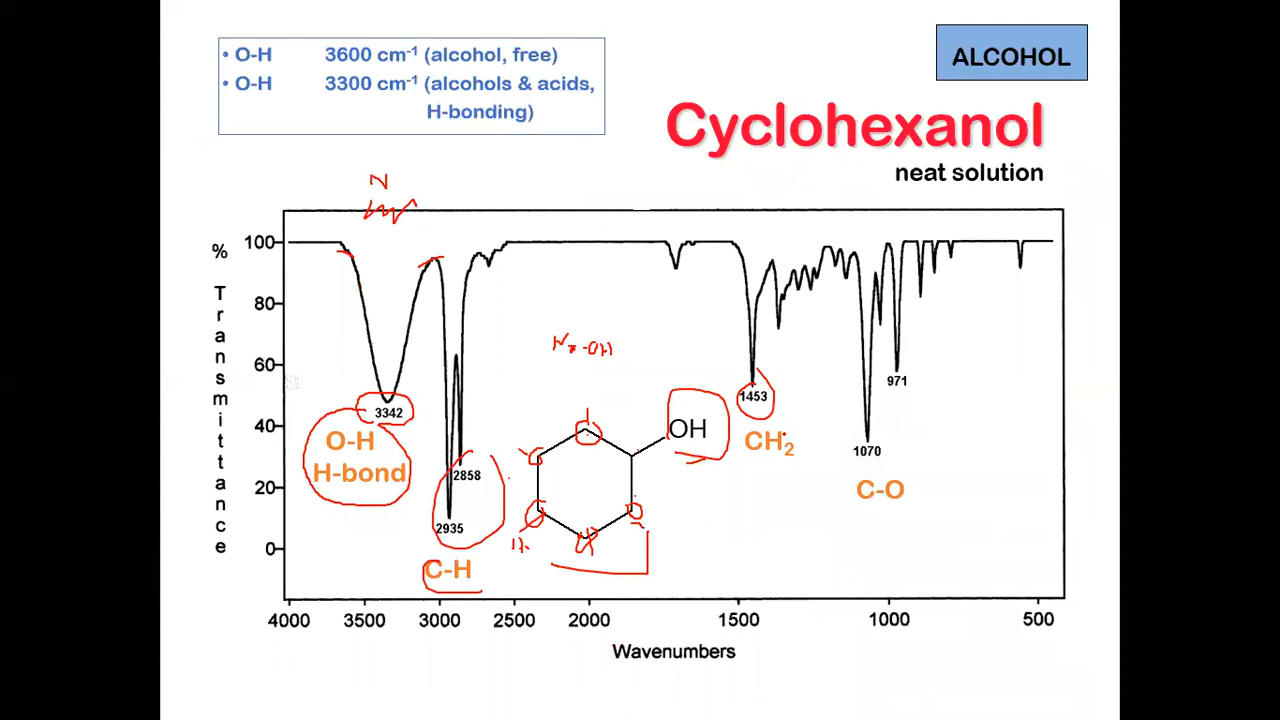 • O-H 3600 cm-1 (alcohol, free)
• O-H 3300 cm-1 (alcohols & acids,
H-bonding)
ALCOHOL
Cyclohexanol
neat solution
%
Transmittance
100
80
60
40
20
0
3342
O-H
H-bond
2858
2935
C-H
OH
1453
CH2
1070
C-O
971
4000 3500 3000 2500 2000 1500 1000 500
Wavenumbers